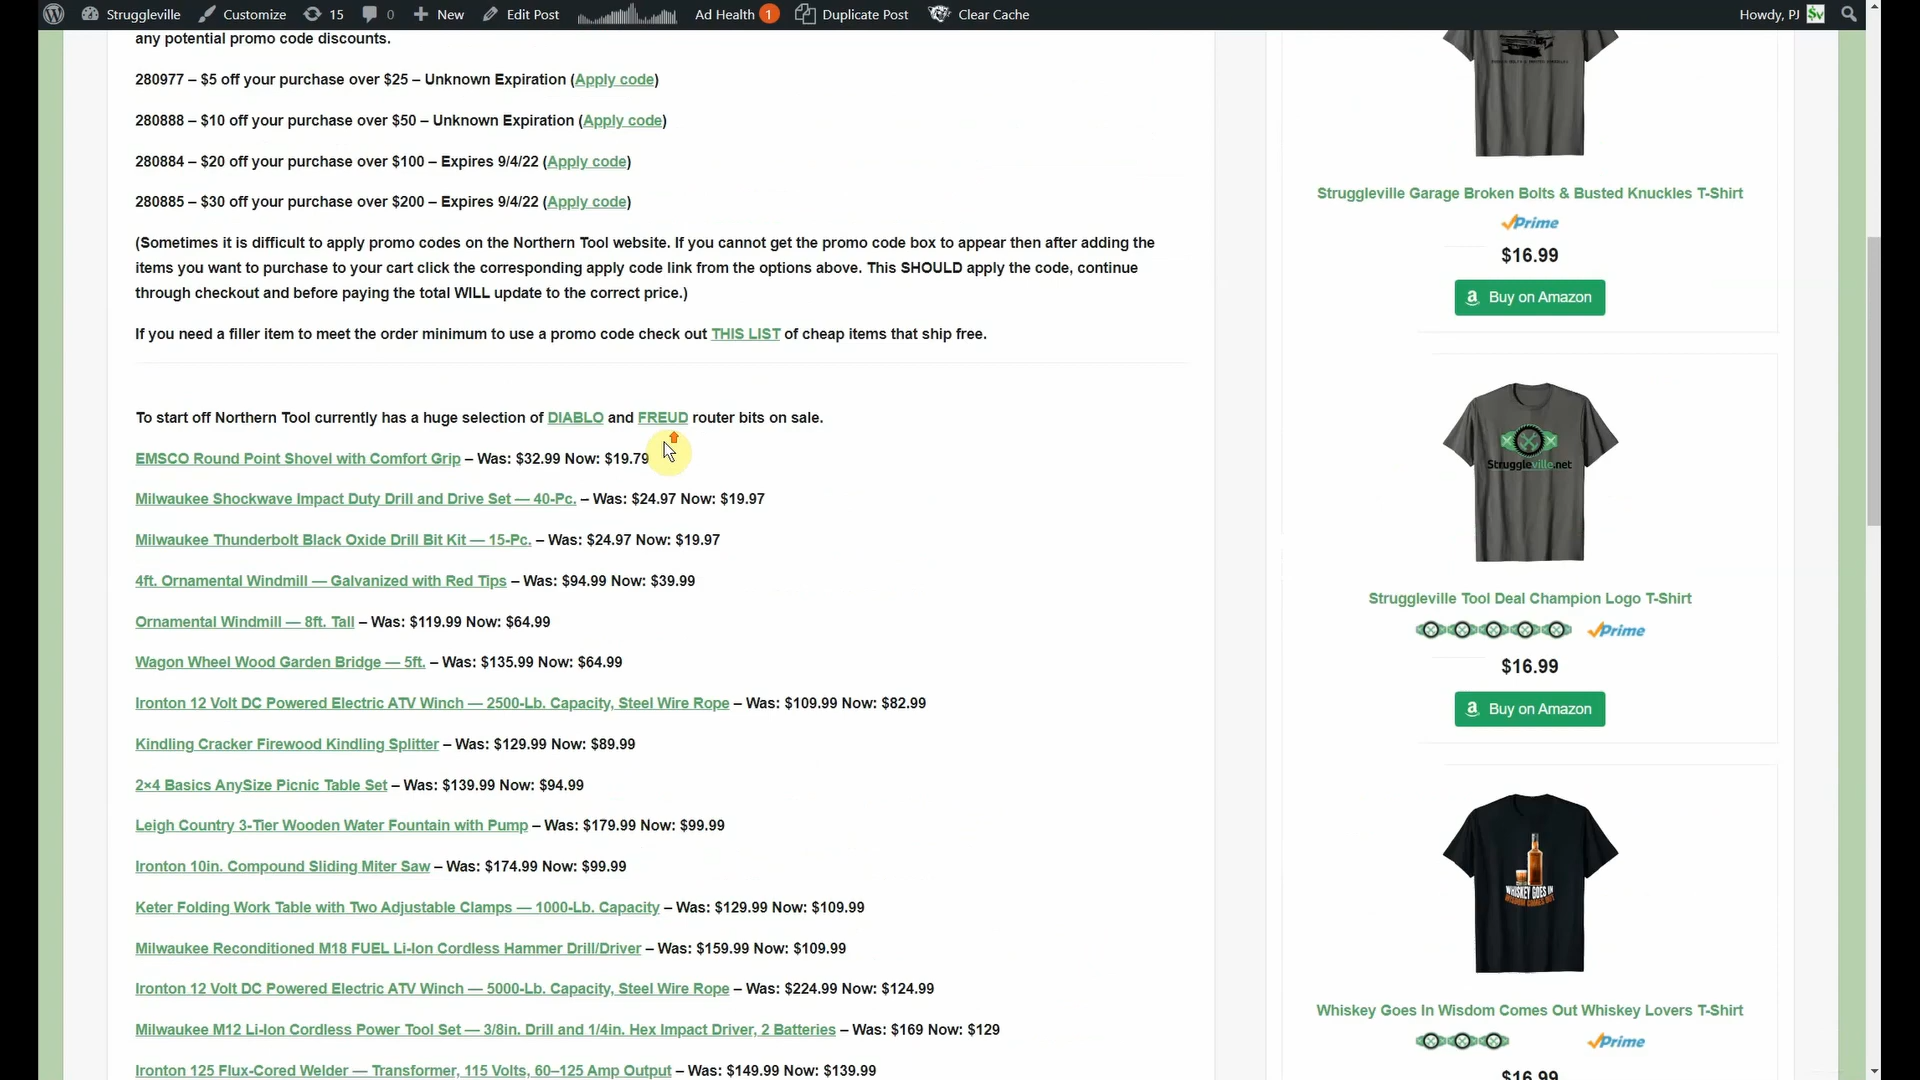 Struggleville Customize 15 0 New Edit Post Ad Health 1 Duplicate Post Clear Cache Howdy, PJ
any potential promo code discounts.
280977 – $5 off your purchase over $25 – Unknown Expiration (Apply code)
280888 – $10 off your purchase over $50 – Unknown Expiration (Apply code)
280884 – $20 off your purchase over $100 – Expires 9/4/22 (Apply code)
280885 – $30 off your purchase over $200 – Expires 9/4/22 (Apply code)
(Sometimes it is difficult to apply promo codes on the Northern Tool website. If you cannot get the promo code box to appear then after adding the
items you want to purchase to your cart click the corresponding apply code link from the options above. This SHOULD apply the code, continue
through checkout and before paying the total WILL update to the correct price.)
If you need a filler item to meet the order minimum to use a promo code check out THIS LIST of cheap items that ship free.
To start off Northern Tool currently has a huge selection of DIABLO and FREUD router bits on sale.
EMSCO Round Point Shovel with Comfort Grip – Was: $32.99 Now: $19.79
Milwaukee Shockwave Impact Duty Drill and Drive Set — 40-Pc. – Was: $24.97 Now: $19.97
Milwaukee Thunderbolt Black Oxide Drill Bit Kit — 15-Pc. – Was: $24.97 Now: $19.97
4ft. Ornamental Windmill — Galvanized with Red Tips – Was: $94.99 Now: $39.99
Ornamental Windmill — 8ft. Tall – Was: $119.99 Now: $64.99
Wagon Wheel Wood Garden Bridge — 5ft. – Was: $135.99 Now: $64.99
Ironton 12 Volt DC Powered Electric ATV Winch — 2500-Lb. Capacity, Steel Wire Rope – Was: $109.99 Now: $82.99
Kindling Cracker Firewood Kindling Splitter – Was: $129.99 Now: $89.99
2×4 Basics AnySize Picnic Table Set – Was: $139.99 Now: $94.99
Leigh Country 3-Tier Wooden Water Fountain with Pump – Was: $179.99 Now: $99.99
Ironton 10in. Compound Sliding Miter Saw – Was: $174.99 Now: $99.99
Keter Folding Work Table with Two Adjustable Clamps — 1000-Lb. Capacity – Was: $129.99 Now: $109.99
Milwaukee Reconditioned M18 FUEL Li-Ion Cordless Hammer Drill/Driver – Was: $159.99 Now: $109.99
Ironton 12 Volt DC Powered Electric ATV Winch — 5000-Lb. Capacity, Steel Wire Rope – Was: $224.99 Now: $124.99
Milwaukee M12 Li-Ion Cordless Power Tool Set — 3/8in. Drill and 1/4in. Hex Impact Driver, 2 Batteries – Was: $169 Now: $129
Ironton 125 Flux-Cored Welder — Transformer, 115 Volts, 60–125 Amp Output – Was: $149.99 Now: $139.99
Struggleville Garage Broken Bolts & Busted Knuckles T-Shirt
Prime
$16.99
Buy on Amazon
Struggleville.net
Struggleville Tool Deal Champion Logo T-Shirt
Prime
$16.99
Buy on Amazon
WHISKEY GOES IN
WISDOM COMES OUT
Whiskey Goes In Wisdom Comes Out Whiskey Lovers T-Shirt
Prime
$16.99